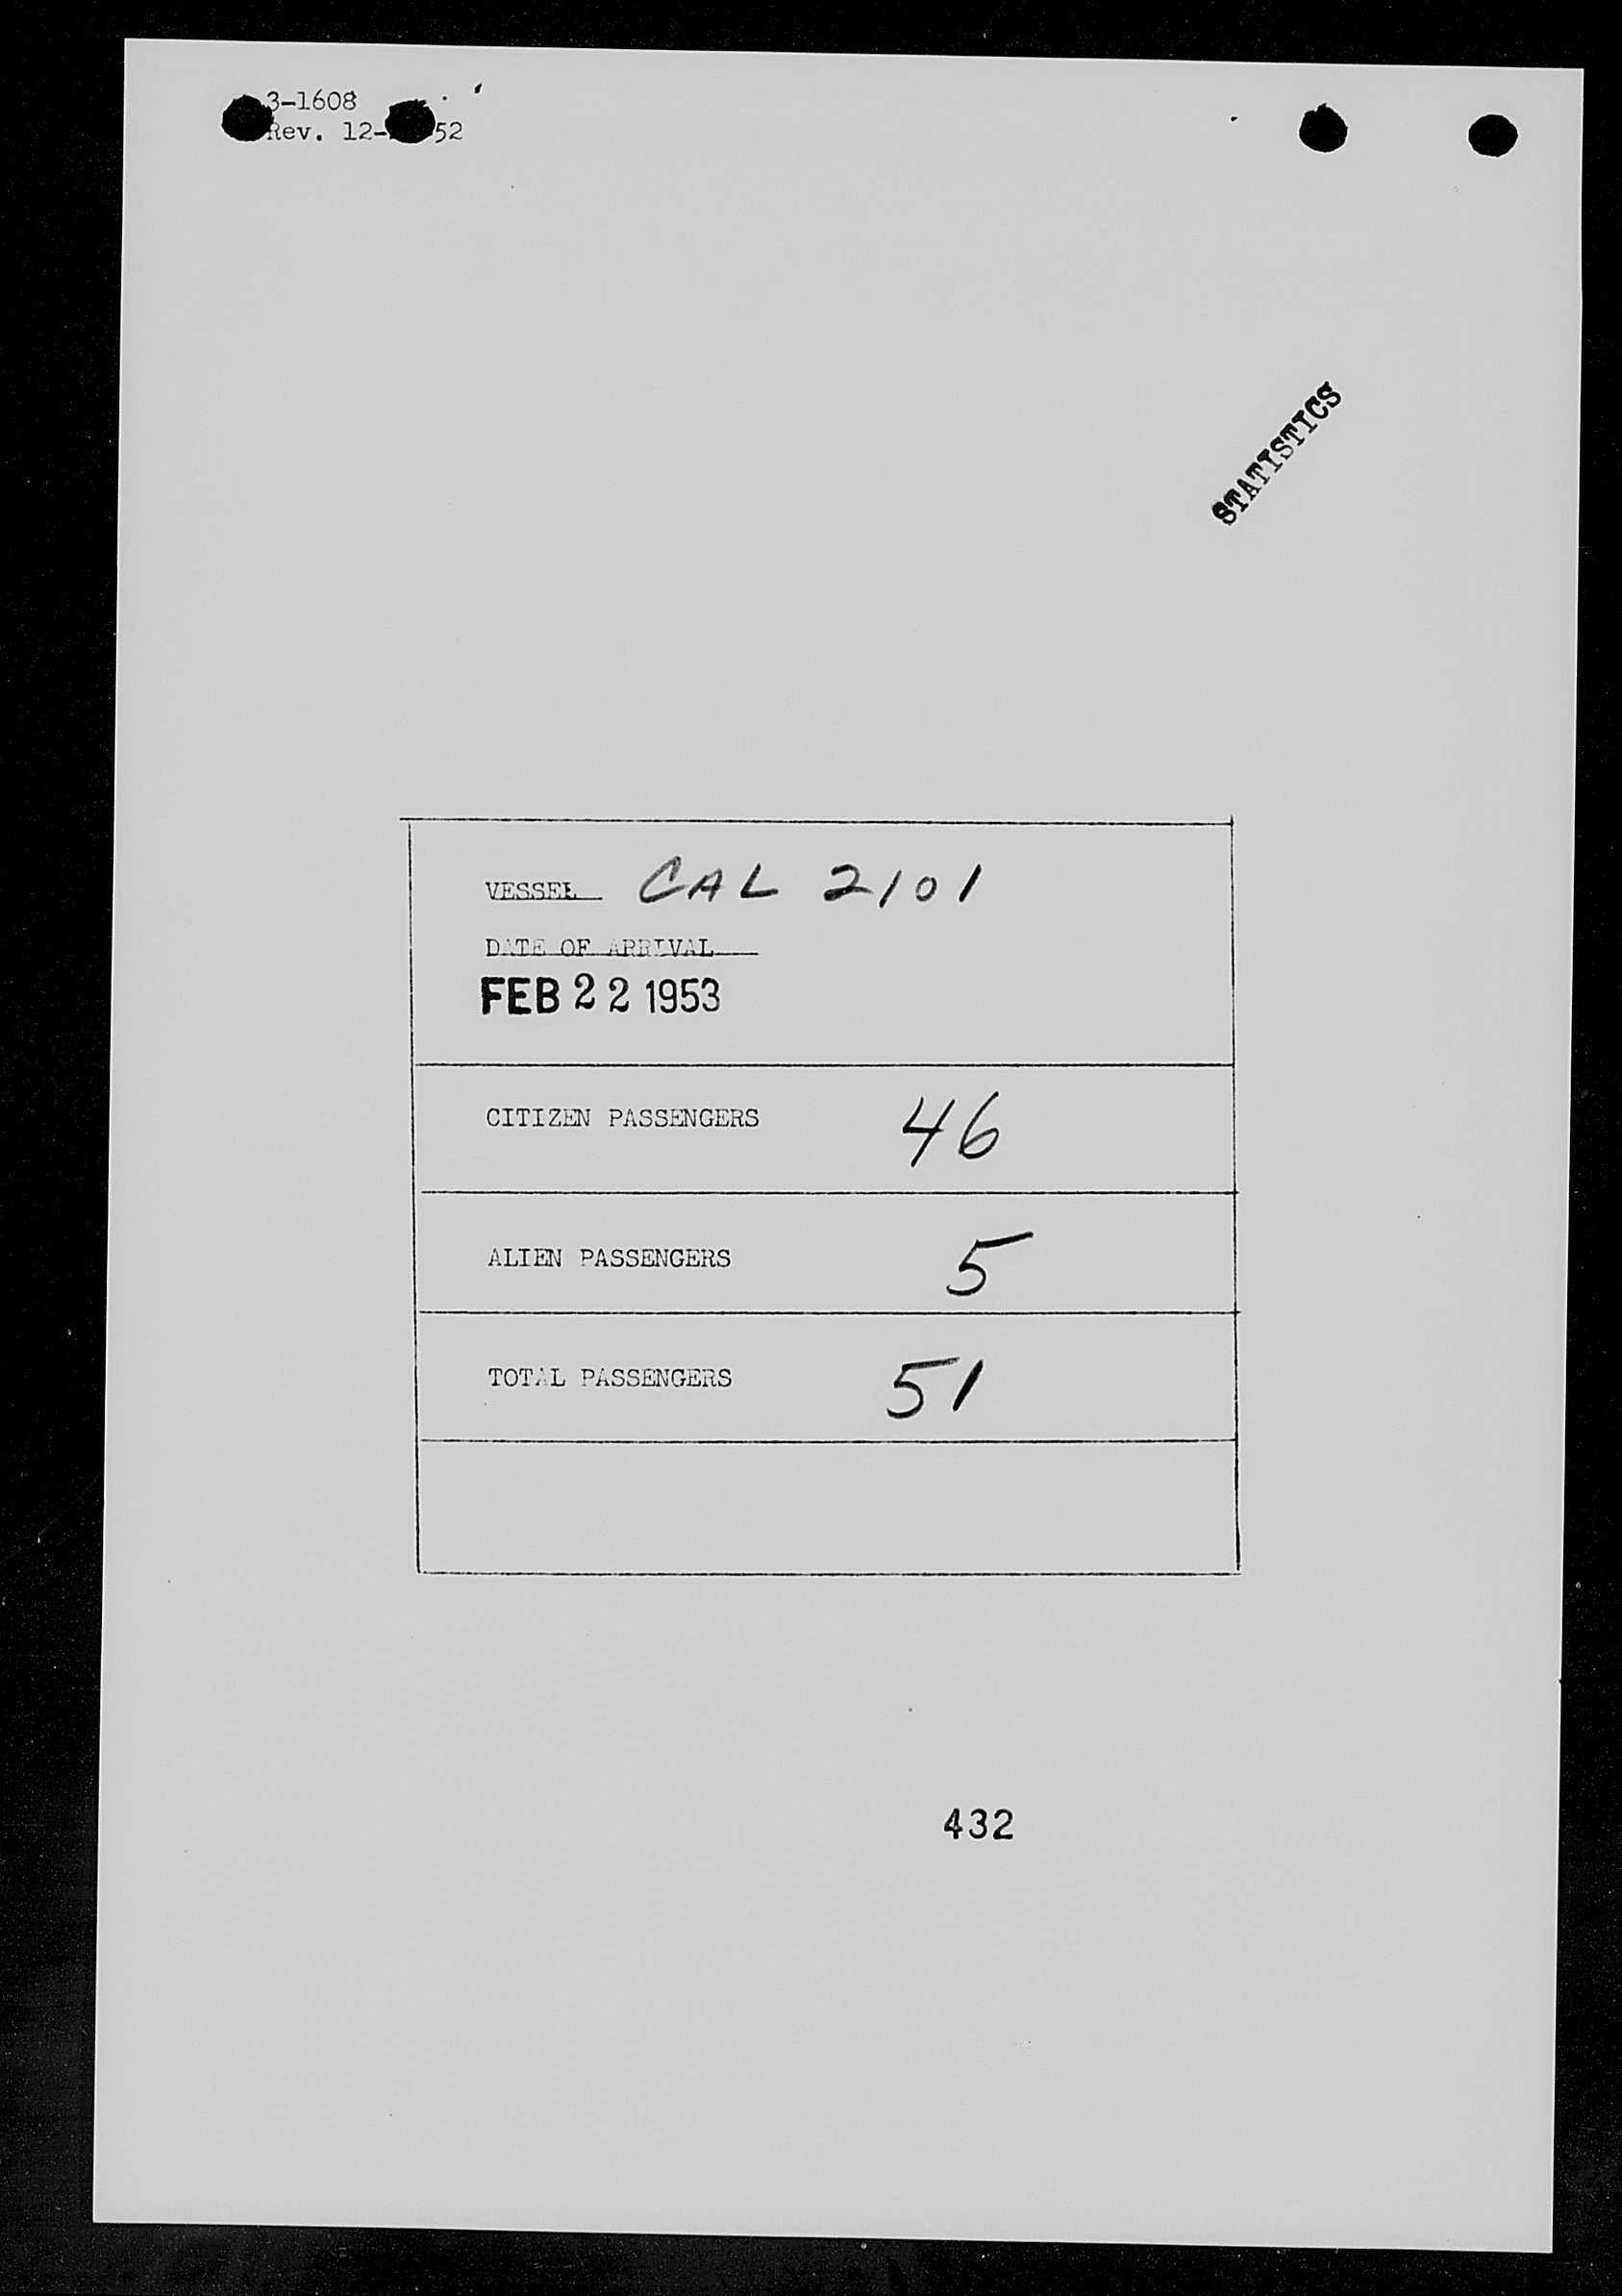 3-1608
Rev. 12- 52
STATISTICS
VESSEL CAL 2101
DATE OF ARRIVAL
FEB 22 1953
CITIZEN PASSENGERS 46
ALIEN PASSENGERS 5
TOTAL PASSENGERS 51
432